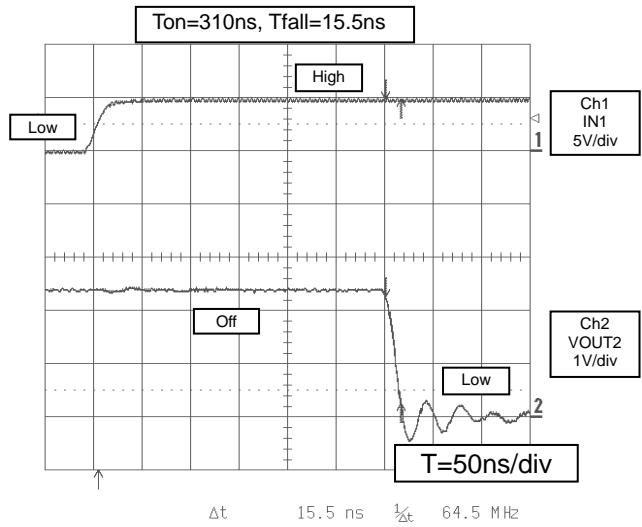 Ton=310ns, Tfall=15.5ns
High
Low
Ch1
IN1
5V/div
1
Off
Ch2
VOUT2
1V/div
Low
2
T=50ns/div
Δt 15.5 ns 1/Δt 64.5 MHz